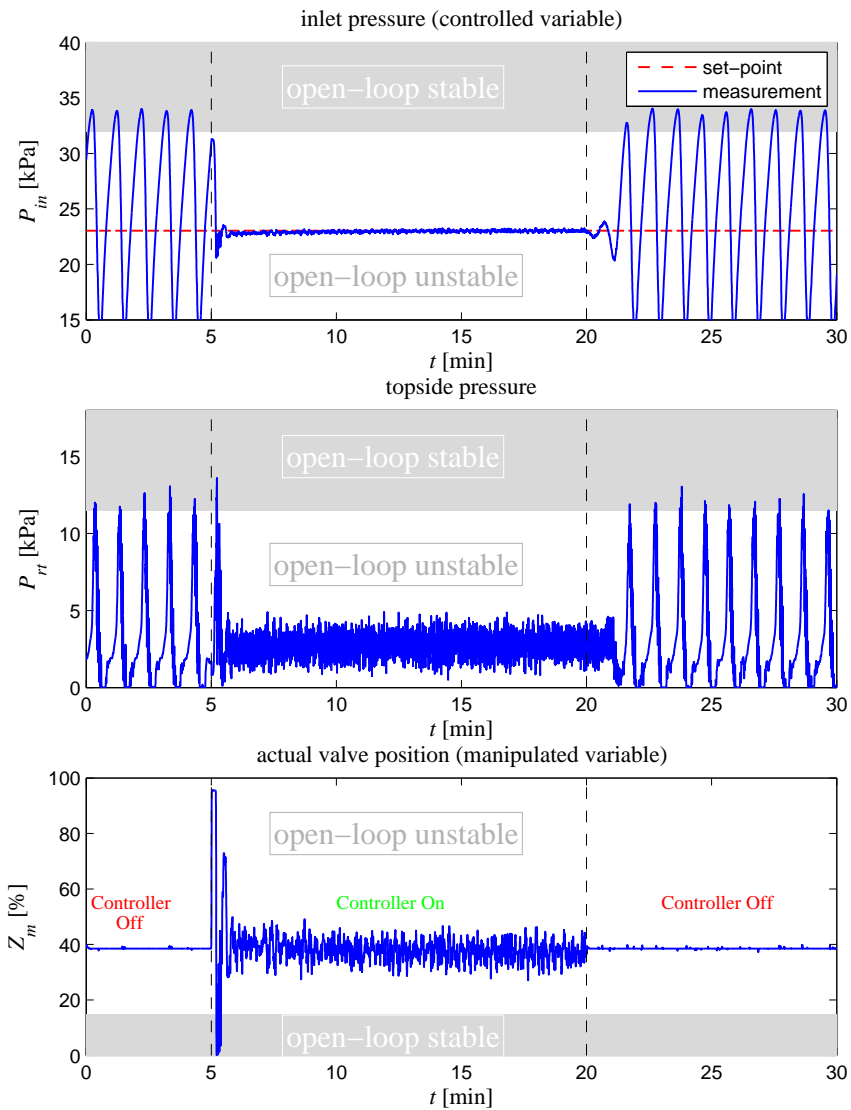 inlet pressure (controlled variable)
40
35
30
25
20
15
P_in [kPa]
open−loop stable
set−point
measurement
open−loop unstable
0 5 10 15 20 25 30
t [min]
topside pressure
15
10
5
0
P_rt [kPa]
open−loop stable
open−loop unstable
0 5 10 15 20 25 30
t [min]
actual valve position (manipulated variable)
100
80
60
40
20
0
Z_m [%]
open−loop unstable
Controller
Off
Controller On
Controller Off
open−loop stable
0 5 10 15 20 25 30
t [min]